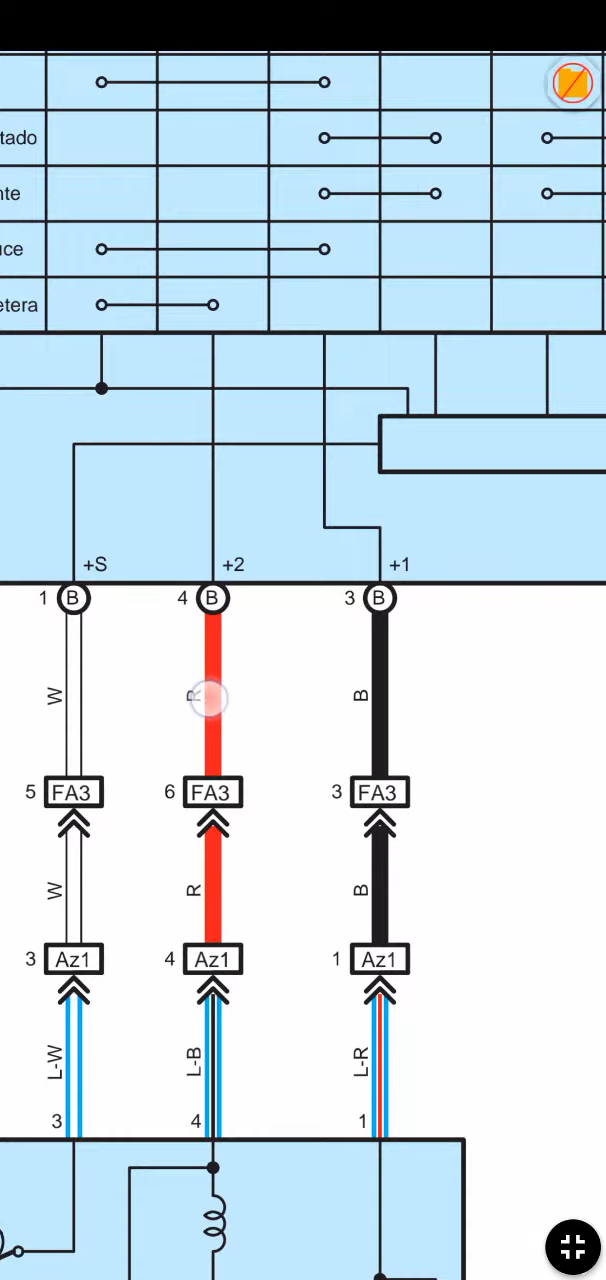 tado
nte
uce
etera
+S +2 +1
1 B 4 B 3 B
W R B
5 FA3 6 FA3 3 FA3
W R B
3 Az1 4 Az1 1 Az1
L-W L-B L-R
3 4 1